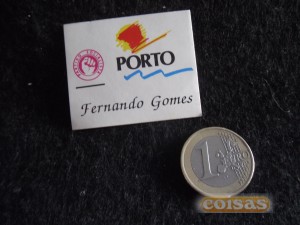 PORTO
Fernando Gomes
1 EURO
coisas